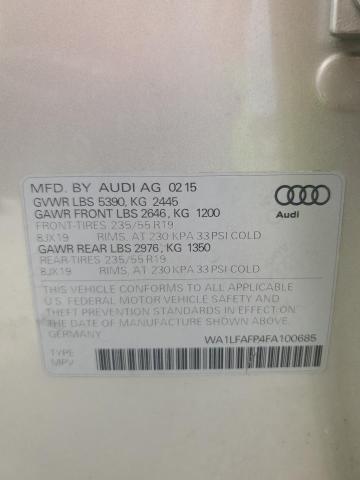 MFD. BY AUDI AG 02 15
GVWR LBS 5390, KG 2445
GAWR FRONT LBS 2646, KG 1200
FRONT-TIRES 235/55 R19
8JX19 RIMS, AT 230 KPA 33 PSI COLD
GAWR REAR LBS 2976, KG 1350
REAR-TIRES 235/55 R19
8JX19 RIMS, AT 230 KPA 33 PSI COLD
Audi
THIS VEHICLE CONFORMS TO ALL APPLICABLE
U.S. FEDERAL MOTOR VEHICLE SAFETY AND
THEFT PREVENTION STANDARDS IN EFFECT ON
THE DATE OF MANUFACTURE SHOWN ABOVE.
GERMANY
WA1LFAFP4FA100685
TYPE
MPV